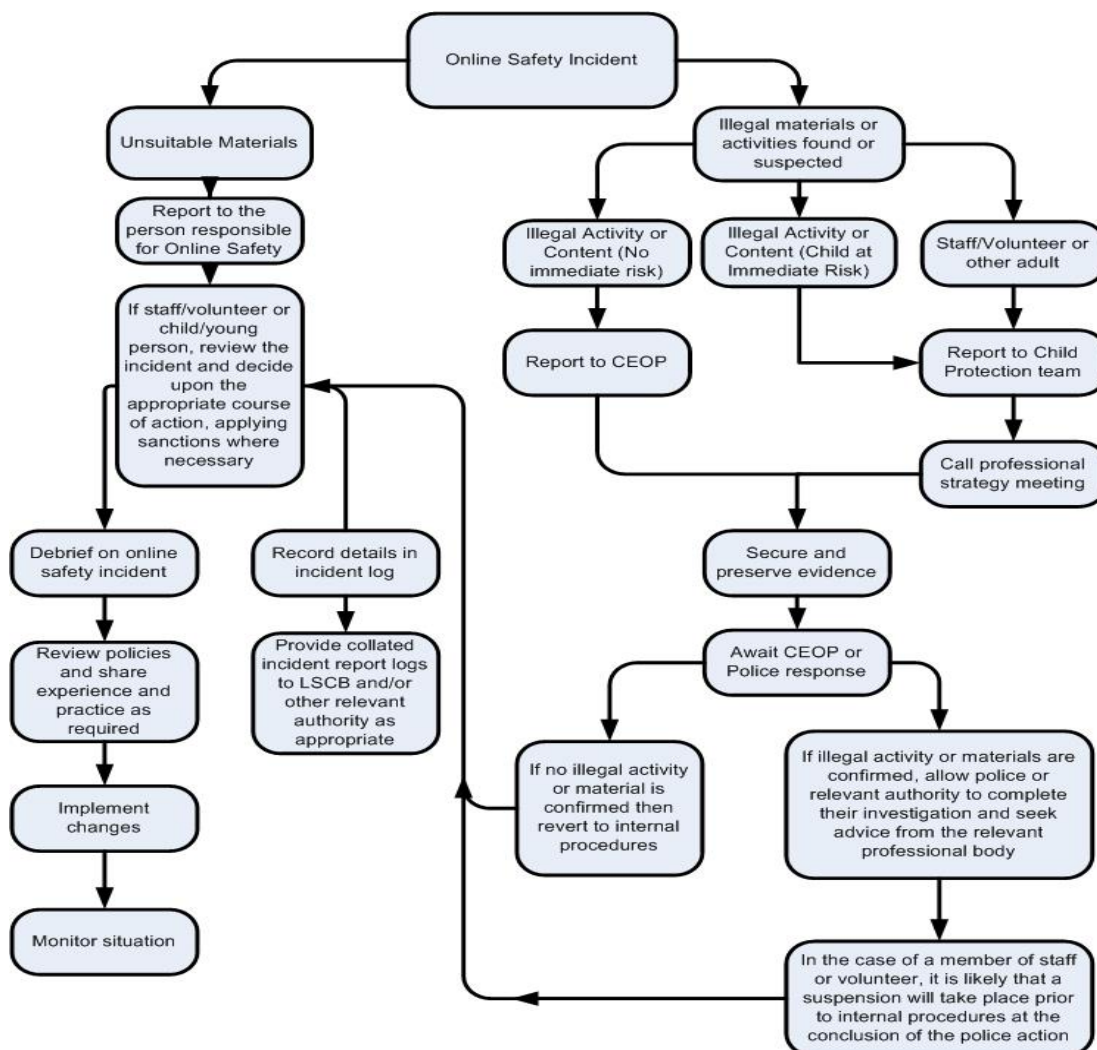 Online Safety Incident
Unsuitable Materials
Illegal materials or
activities found or
suspected
Report to the
person responsible
for Online Safety
Illegal Activity or
Content (No
immediate risk)
Illegal Activity or
Content (Child at
Immediate Risk)
Staff/Volunteer or
other adult
If staff/volunteer or
child/young
person, review the
incident and decide
upon the
appropriate course
of action, applying
sanctions where
necessary
Report to CEOP
Report to Child
Protection team
Call professional
strategy meeting
Debrief on online
safety incident
Record details in
incident log
Secure and
preserve evidence
Review policies
and share
experience and
practice as
required
Provide collated
incident report logs
to LSCB and/or
other relevant
authority as
appropriate
Await CEOP or
Police response
If no illegal activity
or material is
confirmed then
revert to internal
procedures
If illegal activity or materials are
confirmed, allow police or
relevant authority to complete
their investigation and seek
advice from the relevant
professional body
Implement
changes
Monitor situation
In the case of a member of staff
or volunteer, it is likely that a
suspension will take place prior
to internal procedures at the
conclusion of the police action